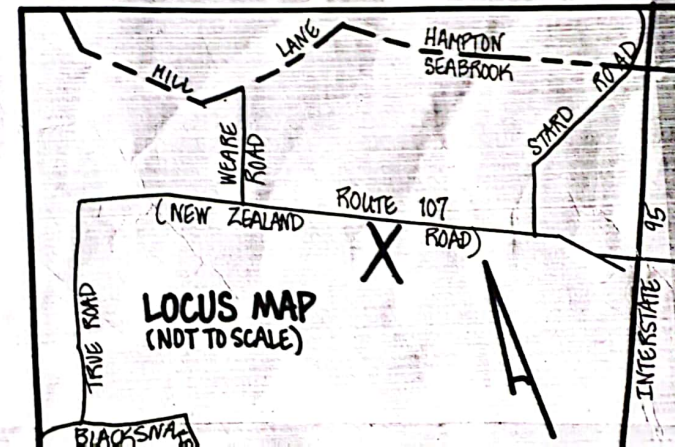 HAMPTON
SEABROOK
MILL LANE
STARD ROAD
WEARE
ROAD
ROUTE 107
(NEW ZEALAND ROAD)
95
INTERSTATE
X
TRUE ROAD
LOCUS MAP
(NOT TO SCALE)